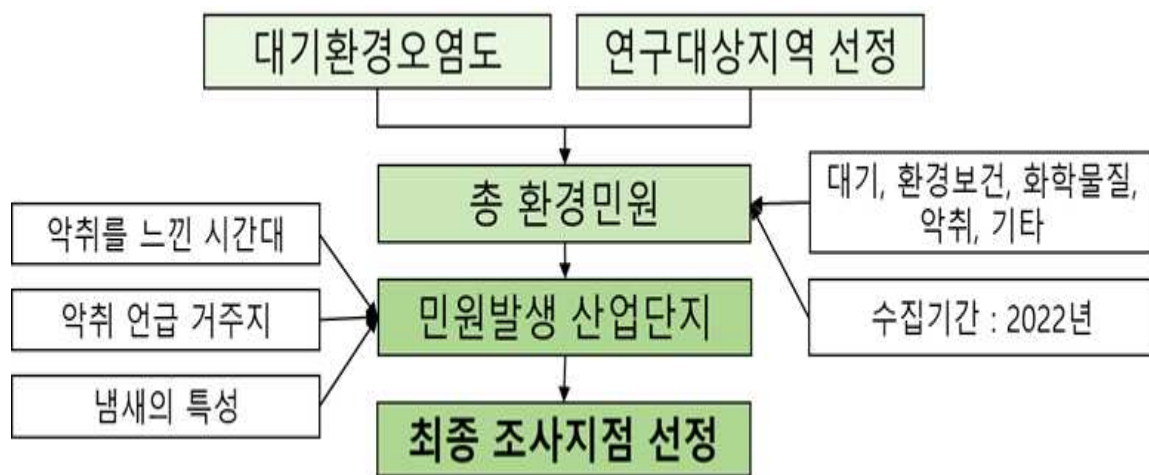 대기환경오염도
연구대상지역 선정
총 환경민원
대기, 환경보건, 화학물질,
악취, 기타
악취를 느낀 시간대
악취 언급 거주지
민원발생 산업단지
수집기간 : 2022년
냄새의 특성
최종 조사지점 선정